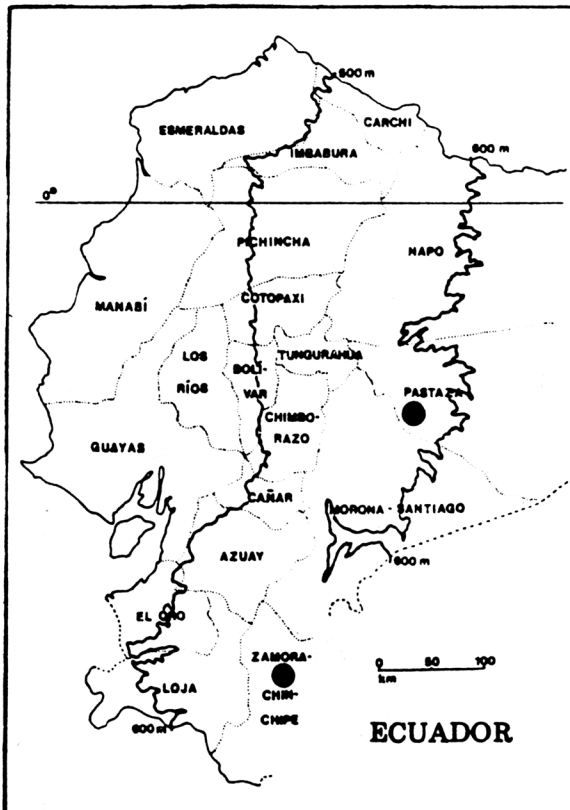 600 m
ESMERALDAS
CARCHI
IMBABURA
600 m
0°
PICHINCHA
NAPO
MANABÍ
COTOPAXI
LOS
RÍOS
BOLÍ-
VAR
TUNGURAHUA
PASTAZA
CHIMBO-
RAZO
GUAYAS
CAÑAR
MORONA-SANTIAGO
AZUAY
600 m
EL ORO
ZAMORA-
CHIN-
CHIPE
0 50 100
km
LOJA
600 m
ECUADOR